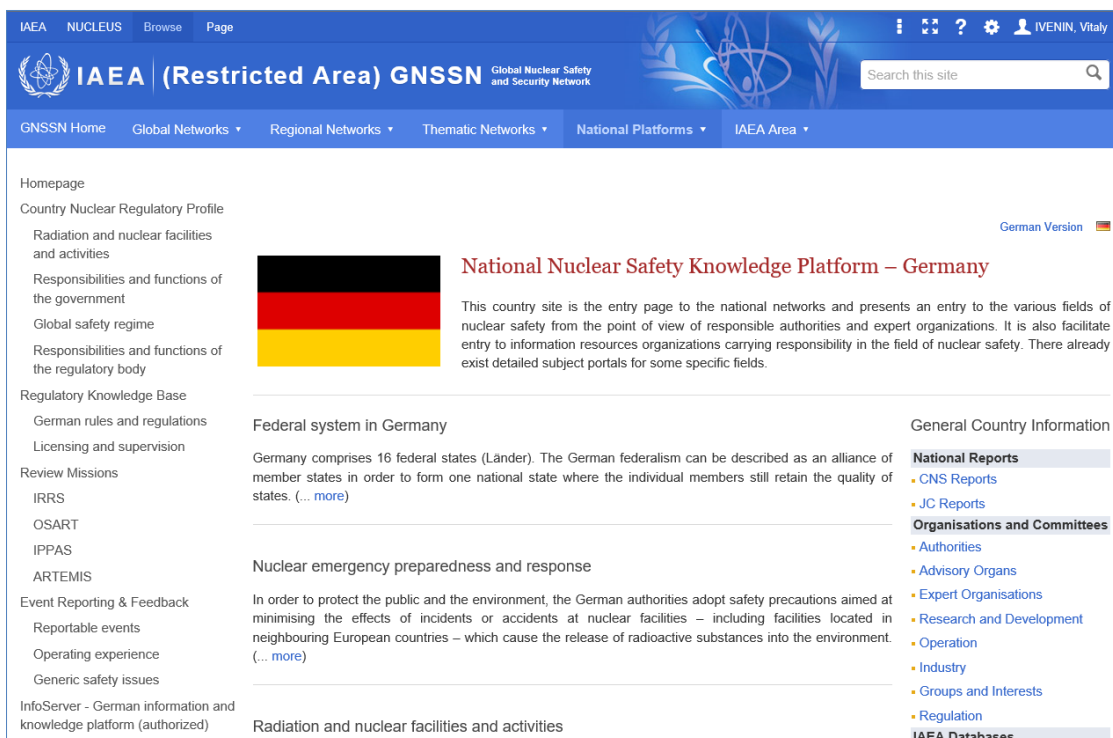 IAEA NUCLEUS Browse Page
IVENIN, Vitaly
IAEA (Restricted Area) GNSSN Global Nuclear Safety
and Security Network
Search this site
GNSSN Home Global Networks Regional Networks Thematic Networks National Platforms IAEA Area
Homepage
Country Nuclear Regulatory Profile
Radiation and nuclear facilities
and activities
Responsibilities and functions of
the government
Global safety regime
Responsibilities and functions of
the regulatory body
Regulatory Knowledge Base
German rules and regulations
Licensing and supervision
Review Missions
IRRS
OSART
IPPAS
ARTEMIS
Event Reporting & Feedback
Reportable events
Operating experience
Generic safety issues
InfoServer - German information and
knowledge platform (authorized)
German Version
National Nuclear Safety Knowledge Platform – Germany
This country site is the entry page to the national networks and presents an entry to the various fields of
nuclear safety from the point of view of responsible authorities and expert organizations. It is also facilitate
entry to information resources organizations carrying responsibility in the field of nuclear safety. There already
exist detailed subject portals for some specific fields.
Federal system in Germany
Germany comprises 16 federal states (Länder). The German federalism can be described as an alliance of
member states in order to form one national state where the individual members still retain the quality of
states. (... more)
Nuclear emergency preparedness and response
In order to protect the public and the environment, the German authorities adopt safety precautions aimed at
minimising the effects of incidents or accidents at nuclear facilities – including facilities located in
neighbouring European countries – which cause the release of radioactive substances into the environment.
(... more)
Radiation and nuclear facilities and activities
General Country Information
National Reports
CNS Reports
JC Reports
Organisations and Committees
Authorities
Advisory Organs
Expert Organisations
Research and Development
Operation
Industry
Groups and Interests
Regulation
IAEA Databases